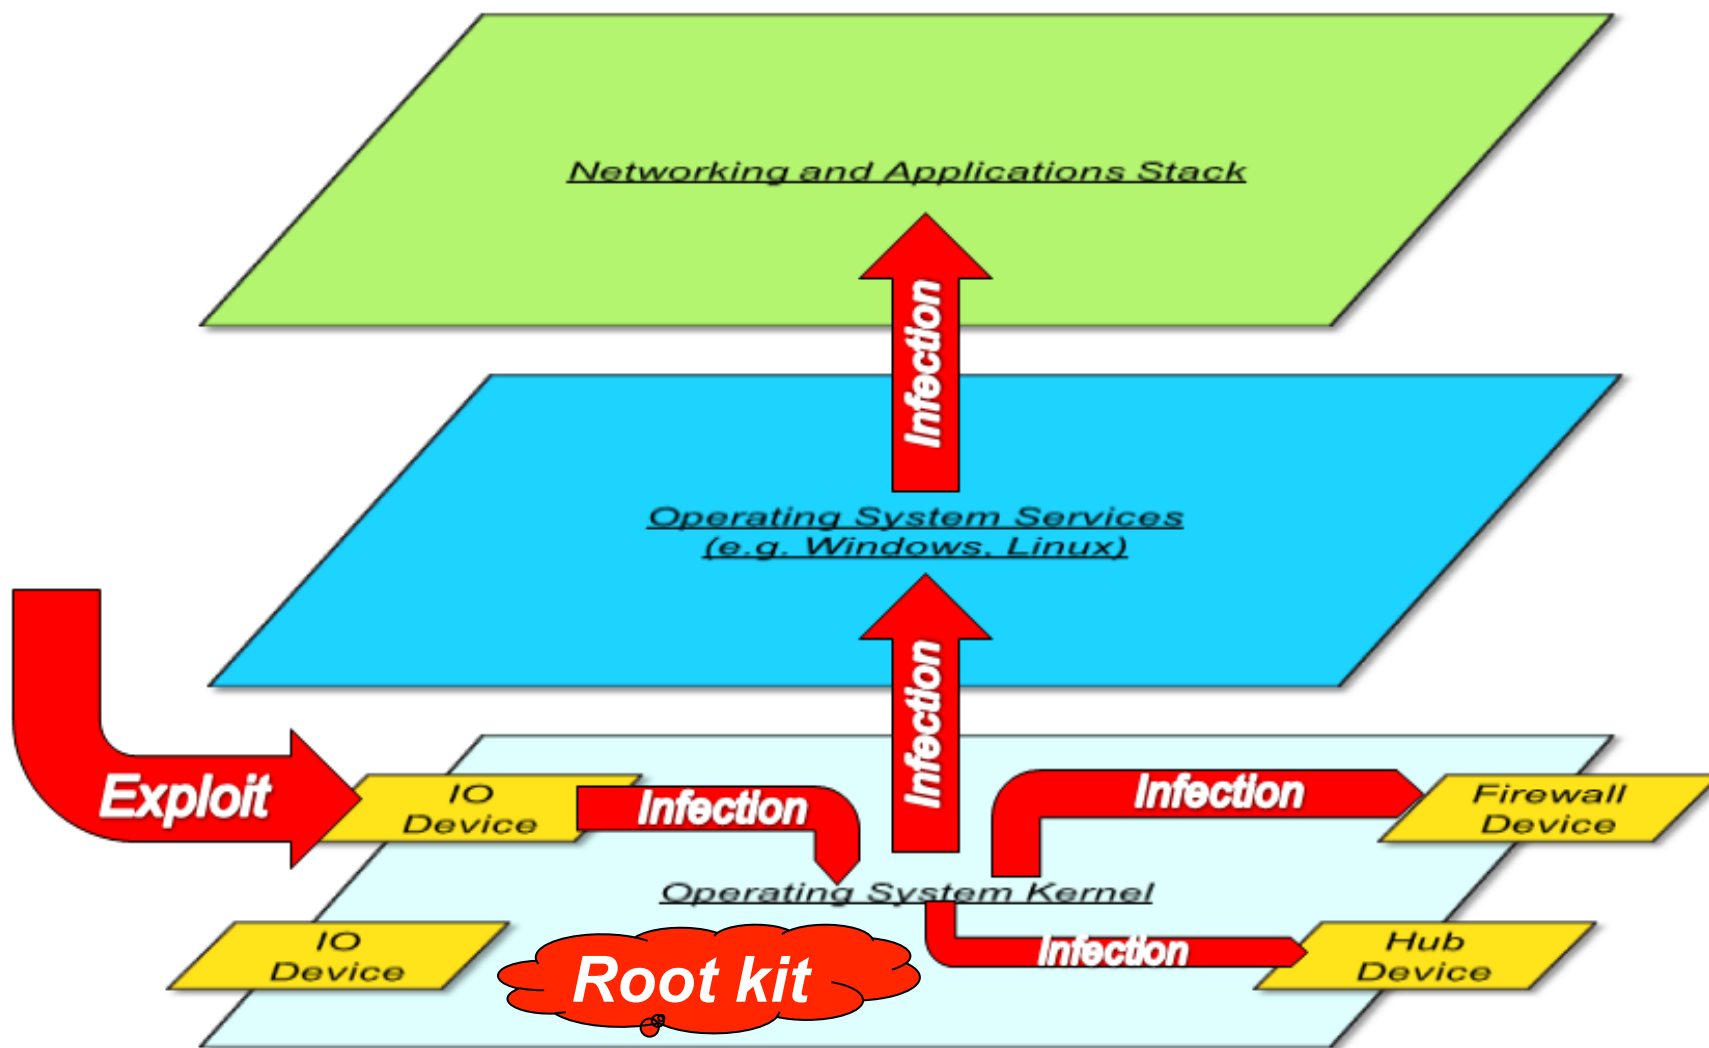 Networking and Applications Stack
Infection
Operating System Services
(e.g. Windows, Linux)
Infection
Exploit
IO
Device
Infection
Infection
Firewall
Device
Operating System Kernel
IO
Device
Root kit
Infection
Hub
Device